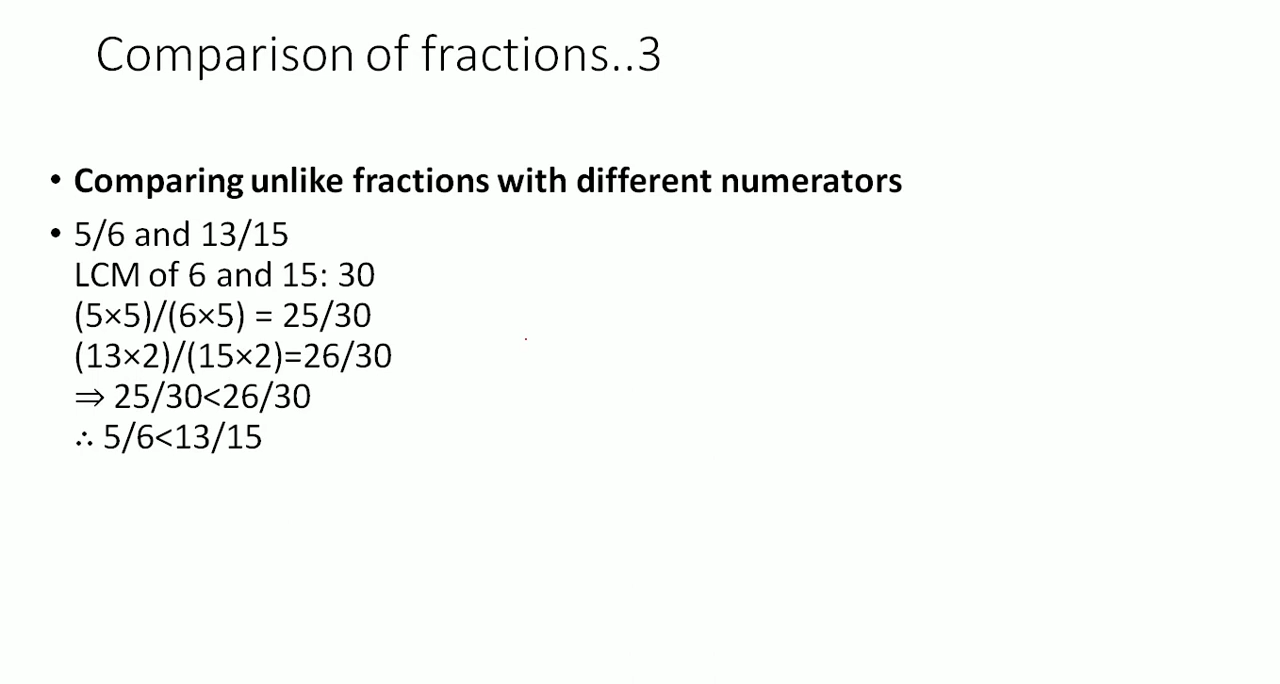 Comparison of fractions..3
• Comparing unlike fractions with different numerators
• 5/6 and 13/15
LCM of 6 and 15: 30
(5×5)/(6×5) = 25/30
(13×2)/(15×2)=26/30
⇒ 25/30<26/30
∴ 5/6<13/15